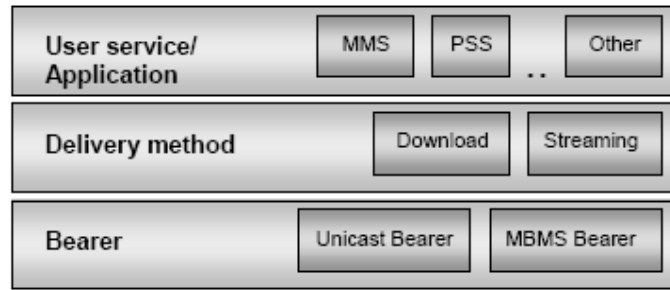 User service/
Application
MMS
PSS
. .
Other
Delivery method
Download
Streaming
Bearer
Unicast Bearer
MBMS Bearer